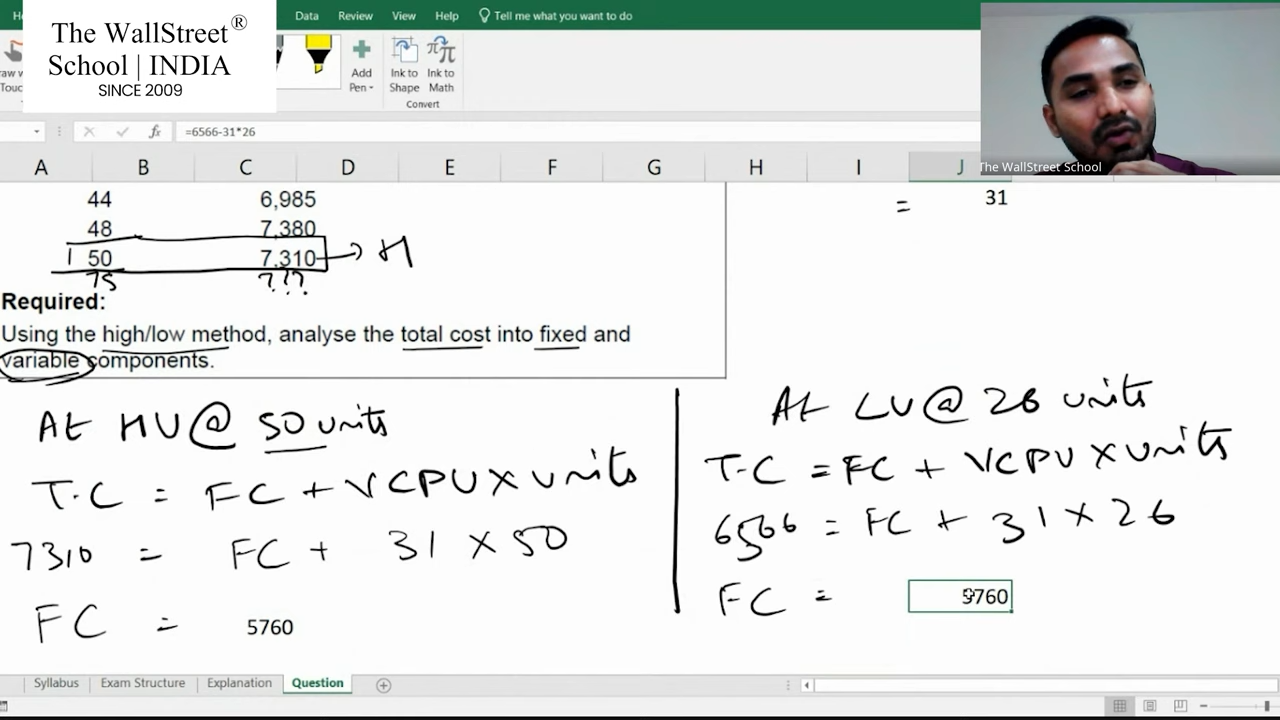 The WallStreet®
School | INDIA
SINCE 2009
Data Review View Help Tell me what you want to do
Add Pen
Ink to Shape
Ink to Math
Convert
fx =6566-31*26
The WallStreet School
A B C D E F G H I J
44 6,985
48 7,380
50 7,310 → H
75 ???
= 31
Required:
Using the high/low method, analyse the total cost into fixed and
variable components.
At HV@ 50 units
T.C = FC + VCPU X units
7310 = FC + 31 X 50
FC = 5760
At LV@ 26 units
T.C = FC + VCPU X units
6566 = FC + 31 X 26
FC = 5760
Syllabus Exam Structure Explanation Question